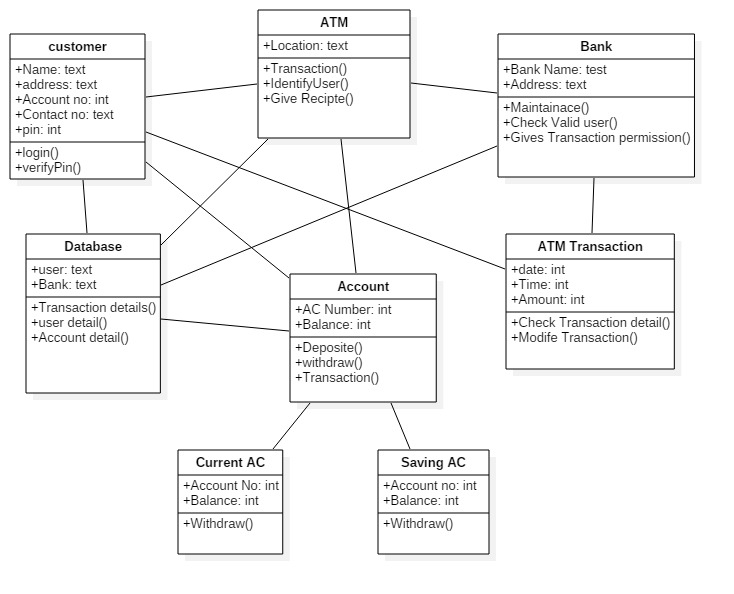 ATM
+Location: text
+Transaction()
+IdentifyUser()
+Give Recipte()
customer
+Name: text
+address: text
+Account no: int
+Contact no: text
+pin: int
+login()
+verifyPin()
Bank
+Bank Name: test
+Address: text
+Maintainace()
+Check Valid user()
+Gives Transaction permission()
Database
+user: text
+Bank: text
+Transaction details()
+user detail()
+Account detail()
Account
+AC Number: int
+Balance: int
+Deposite()
+withdraw()
+Transaction()
ATM Transaction
+date: int
+Time: int
+Amount: int
+Check Transaction detail()
+Modife Transaction()
Current AC
+Account No: int
+Balance: int
+Withdraw()
Saving AC
+Account no: int
+Balance: int
+Withdraw()